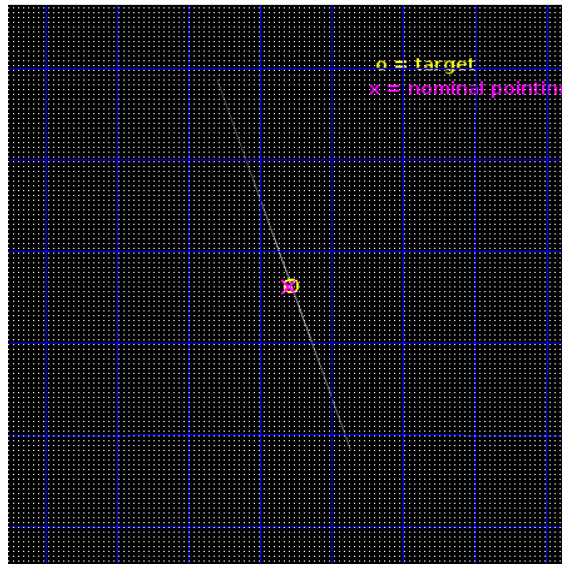 o = target
x = nominal pointing